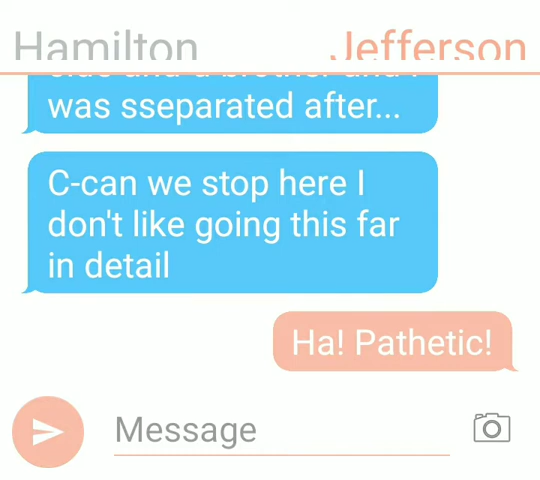 Hamilton Jefferson
was sseparated after...
C-can we stop here I
don't like going this far
in detail
Ha! Pathetic!
Message